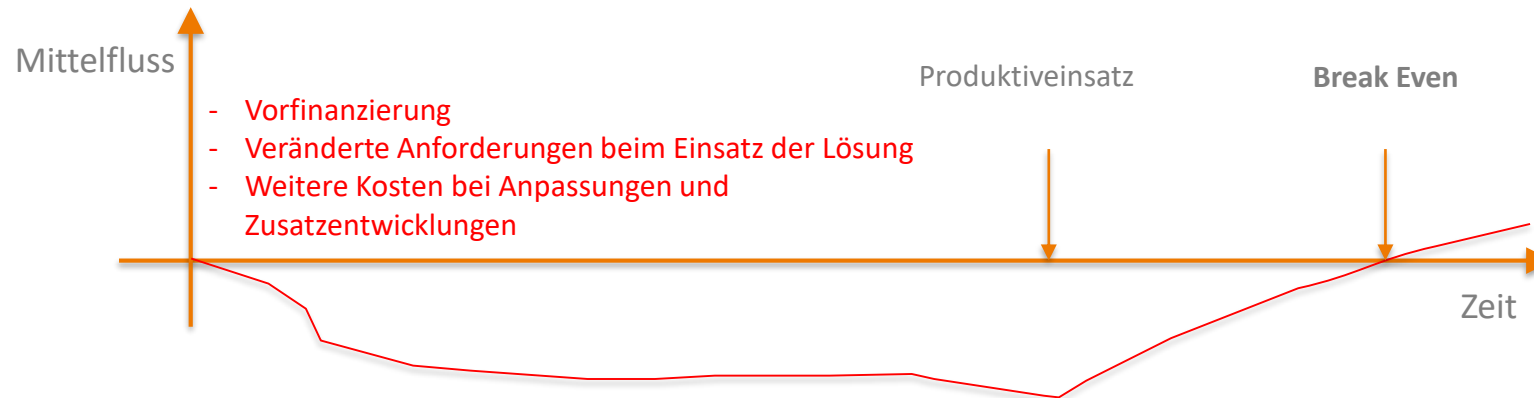 Mittelfluss
- Vorfinanzierung
- Veränderte Anforderungen beim Einsatz der Lösung
- Weitere Kosten bei Anpassungen und
Zusatzentwicklungen
Produktiveinsatz
Break Even
Zeit